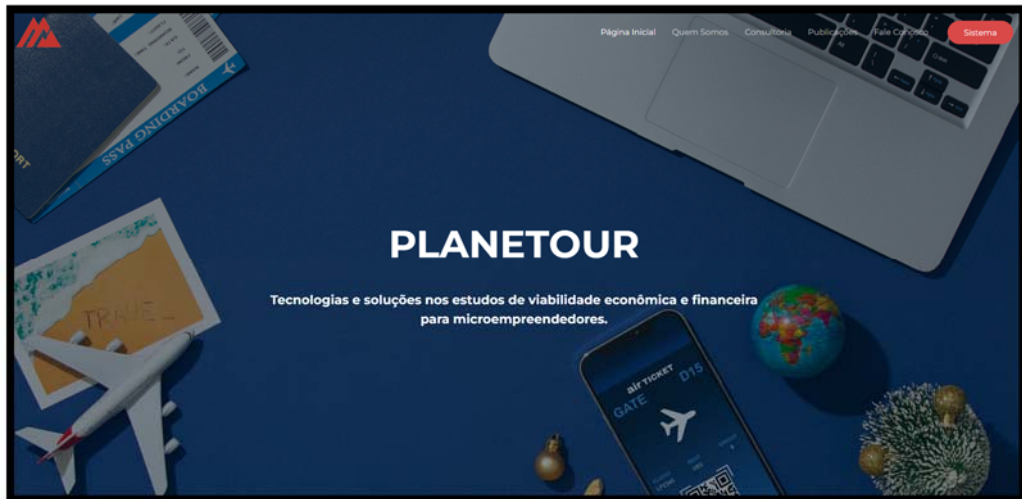 Página Inicial Quem Somos Consultoria Publicações Fale Conosco Sistema
BOARDING PASS
PLANETOUR
Tecnologias e soluções nos estudos de viabilidade econômica e financeira
para microempreendedores.
air TICKET
GATE D15